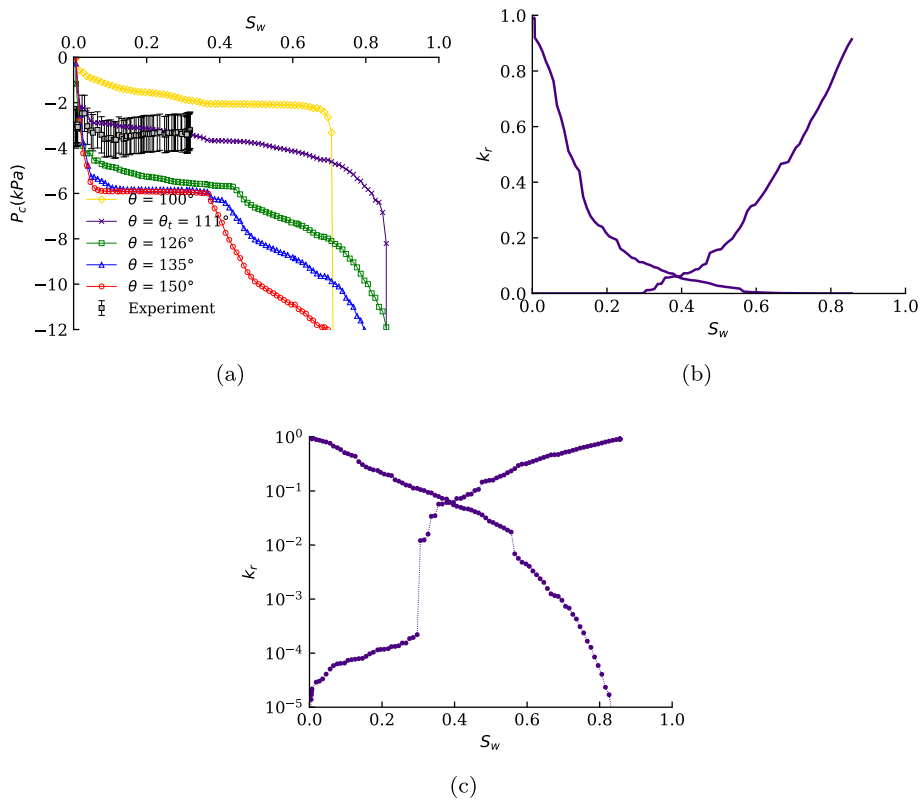 S_w
0.0 0.2 0.4 0.6 0.8 1.0
0
−2
−4
−6
−8
−10
−12
P_c(kPa)
θ = 100°
θ = θ_t = 111°
θ = 126°
θ = 135°
θ = 150°
Experiment
(a)
1.0
0.8
0.6
0.4
0.2
0.0
k_r
0.0 0.2 0.4 0.6 0.8 1.0
S_w
(b)
10^0
10^−1
10^−2
10^−3
10^−4
10^−5
k_r
0.0 0.2 0.4 0.6 0.8 1.0
S_w
(c)